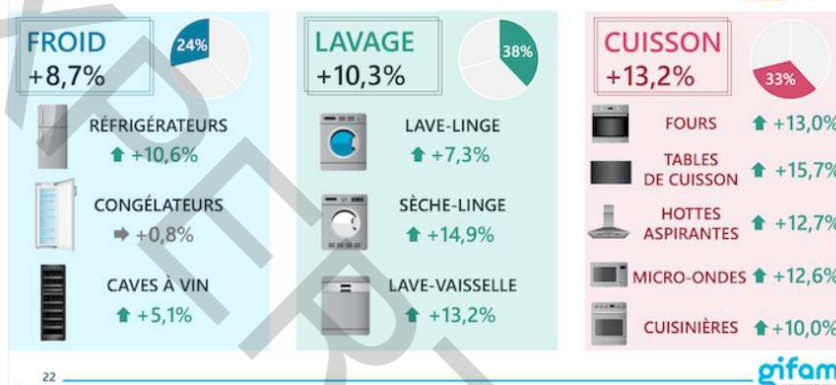 FROID
+8,7%
24%
RÉFRIGÉRATEURS
+10,6%
CONGÉLATEURS
+0,8%
CAVES À VIN
+5,1%
LAVAGE
+10,3%
38%
LAVE-LINGE
+7,3%
SÈCHE-LINGE
+14,9%
LAVE-VAISSELLE
+13,2%
CUISSON
+13,2%
33%
FOURS +13,0%
TABLES
DE CUISSON +15,7%
HOTTES
ASPIRANTES +12,7%
MICRO-ONDES +12,6%
CUISINIÈRES +10,0%
22
gifam